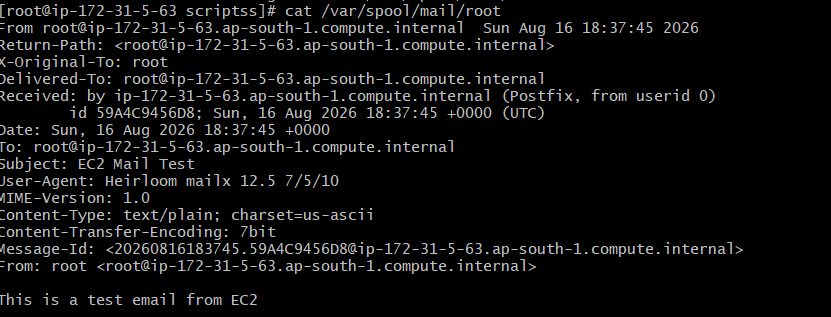 [root@ip-172-31-5-63 scriptss]# cat /var/spool/mail/root
From root@ip-172-31-5-63.ap-south-1.compute.internal  Sun Aug 16 18:37:45 2026
Return-Path: <root@ip-172-31-5-63.ap-south-1.compute.internal>
X-Original-To: root
Delivered-To: root@ip-172-31-5-63.ap-south-1.compute.internal
Received: by ip-172-31-5-63.ap-south-1.compute.internal (Postfix, from userid 0)
        id 59A4C9456D8; Sun, 16 Aug 2026 18:37:45 +0000 (UTC)
Date: Sun, 16 Aug 2026 18:37:45 +0000
To: root@ip-172-31-5-63.ap-south-1.compute.internal
Subject: EC2 Mail Test
User-Agent: Heirloom mailx 12.5 7/5/10
MIME-Version: 1.0
Content-Type: text/plain; charset=us-ascii
Content-Transfer-Encoding: 7bit
Message-Id: <20260816183745.59A4C9456D8@ip-172-31-5-63.ap-south-1.compute.internal>
From: root <root@ip-172-31-5-63.ap-south-1.compute.internal>

This is a test email from EC2